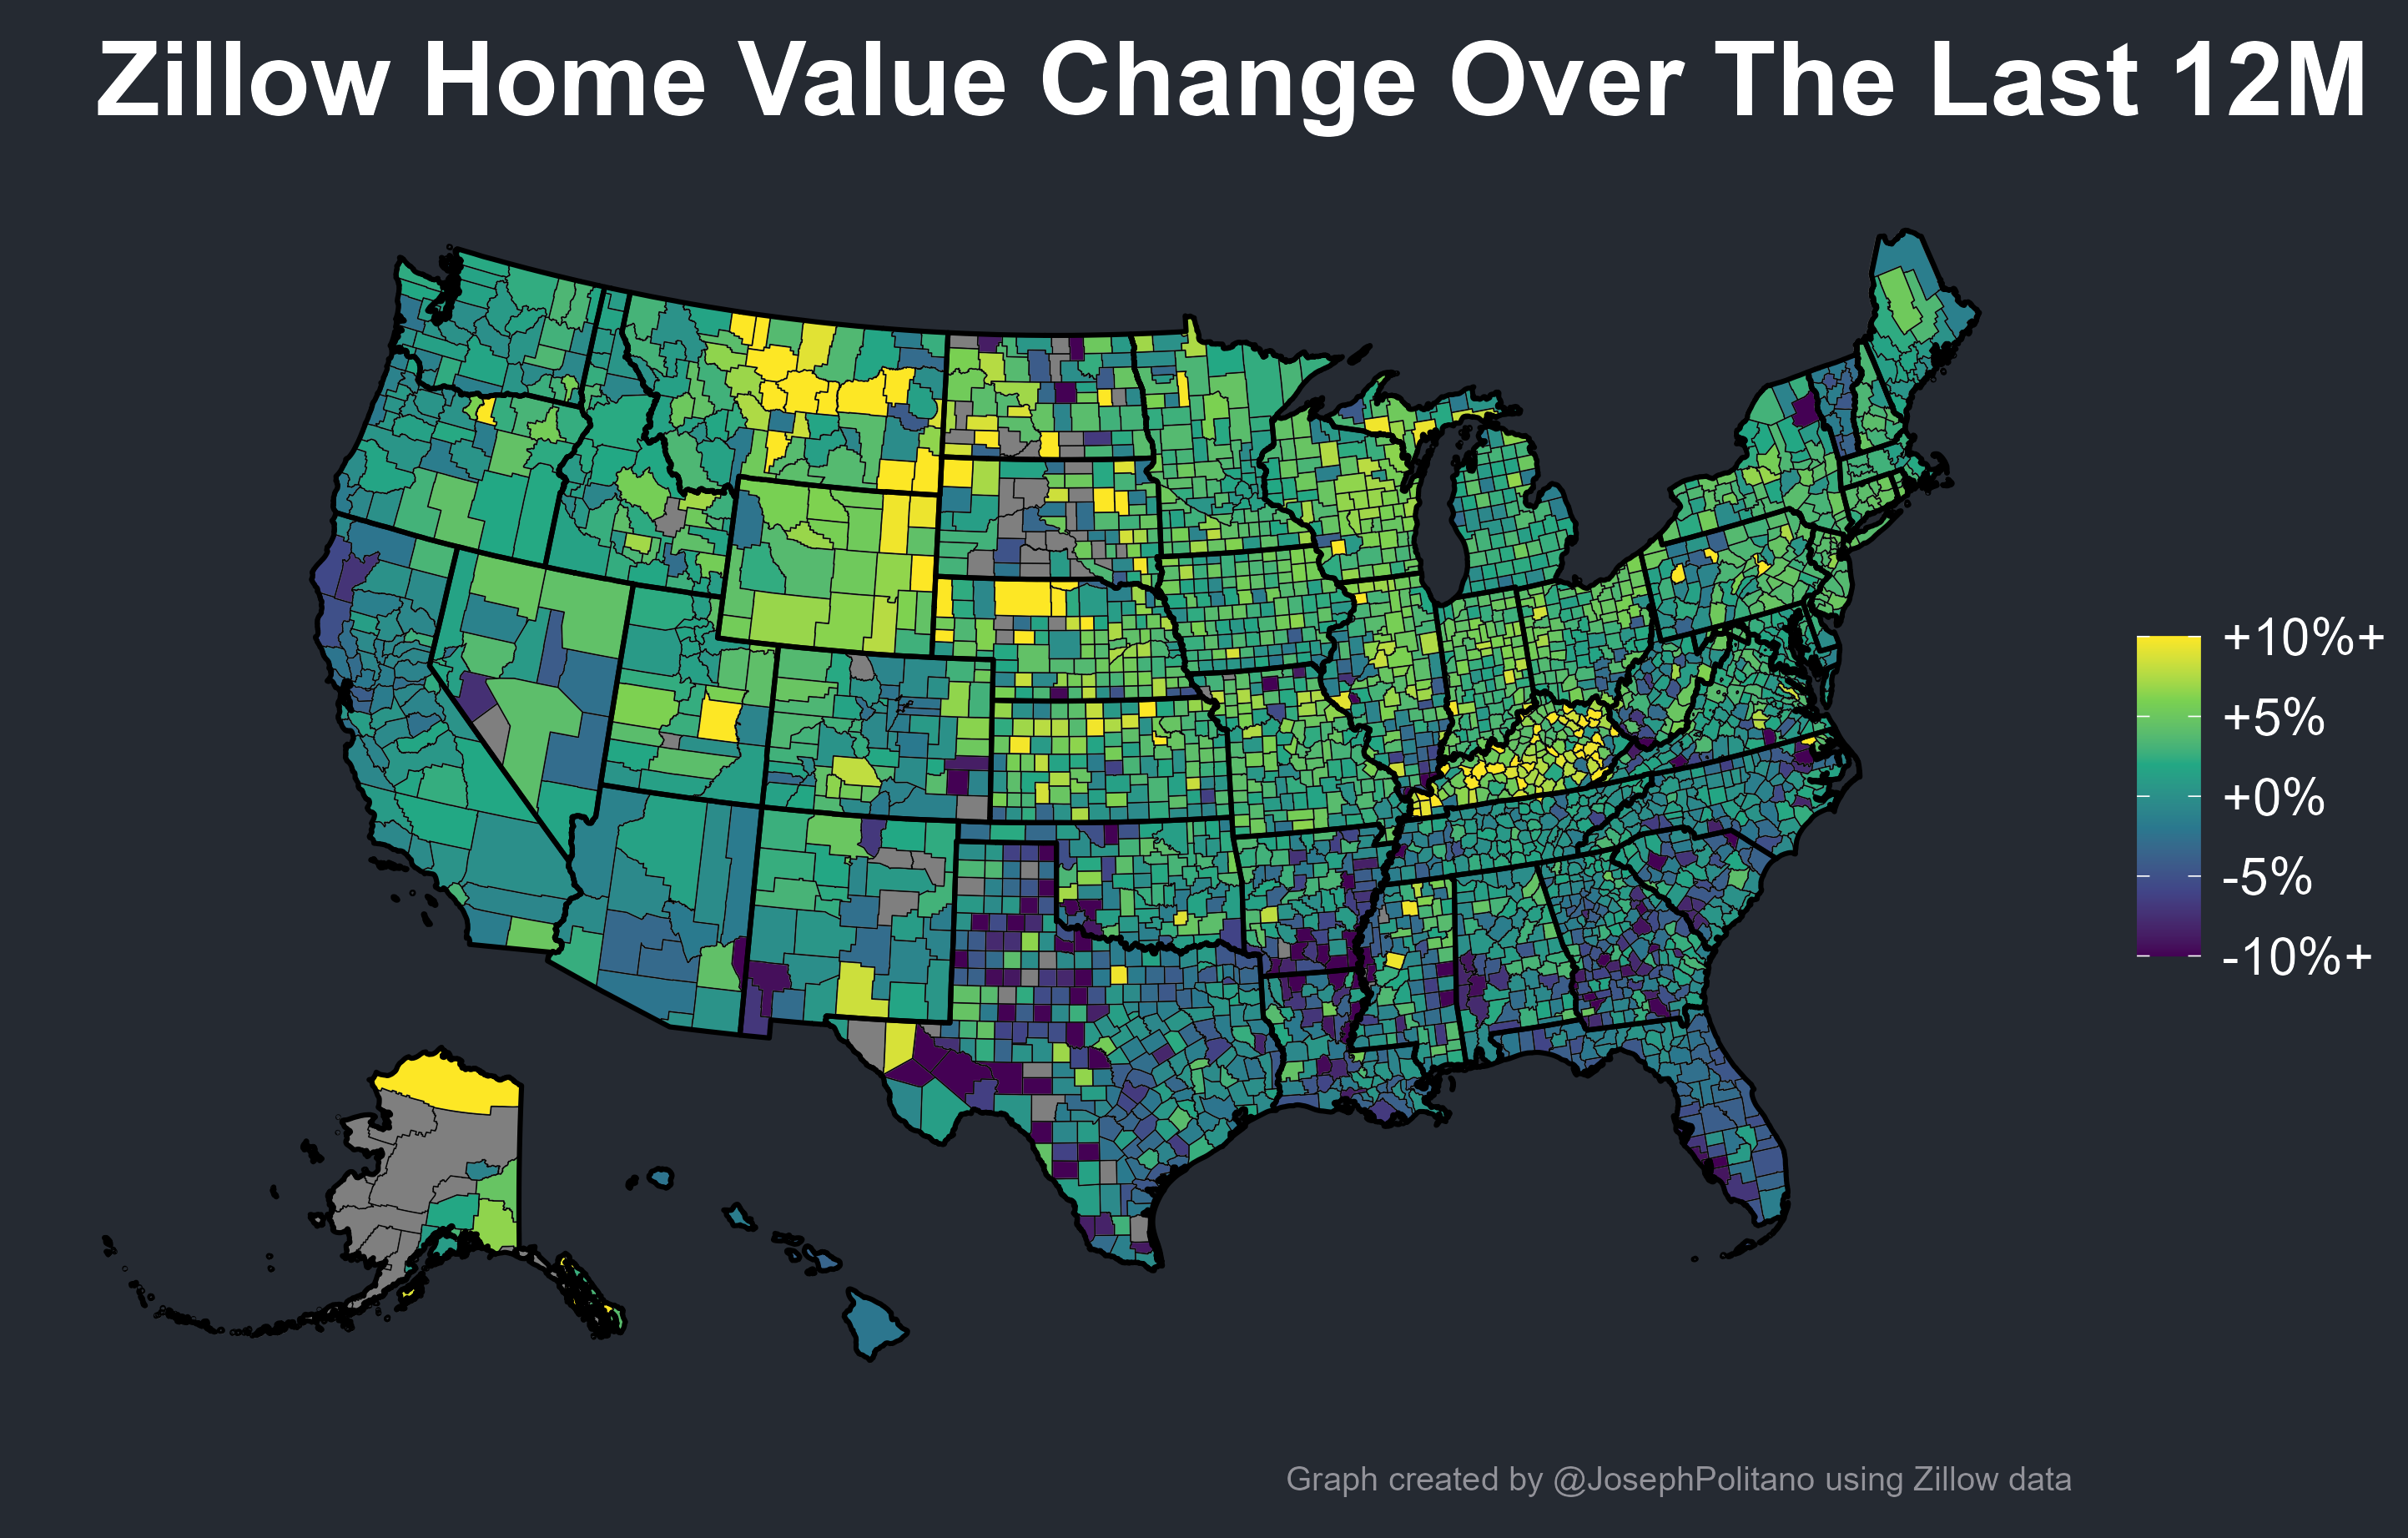 Zillow Home Value Change Over The Last 12M
+10%+
+5%
+0%
-5%
-10%+
Graph created by @JosephPolitano using Zillow data